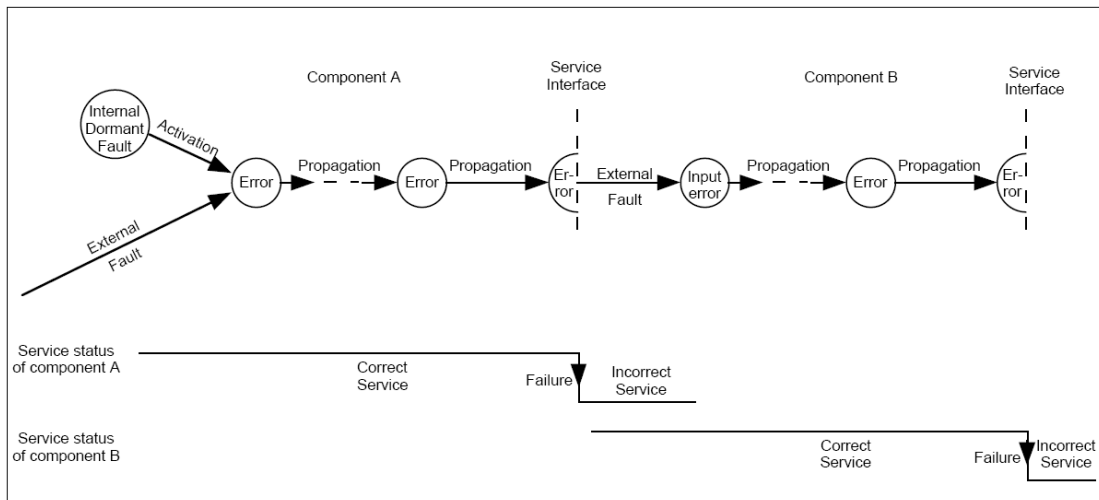 Component A
Service
Interface
Component B
Service
Interface
Internal
Dormant
Fault
Activation
Error
Propagation
Error
Propagation
Er-
ror
External
Fault
Input
error
Propagation
Error
Propagation
Er-
ror
External
Fault
Service status
of component A
Correct
Service
Failure
Incorrect
Service
Service status
of component B
Correct
Service
Failure
Incorrect
Service